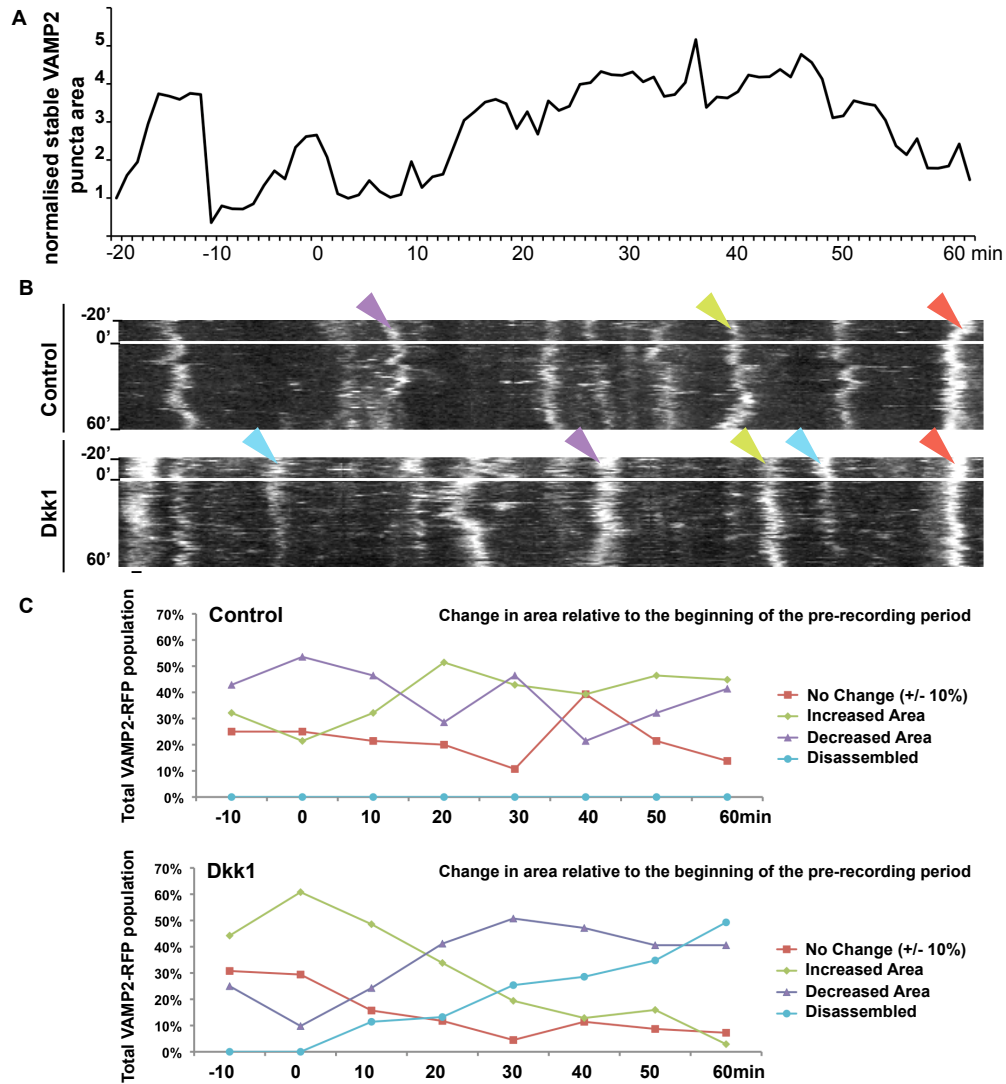 A
normalised stable VAMP2
puncta area
5
4
3
2
1
-20 -10 0 10 20 30 40 50 60 min
B
Control
-20'
0'
60'
Dkk1
-20'
0'
60'
C
Control
Change in area relative to the beginning of the pre-recording period
Total VAMP2-RFP population
70%
60%
50%
40%
30%
20%
10%
0%
-10 0 10 20 30 40 50 60min
No Change (+/- 10%)
Increased Area
Decreased Area
Disassembled
Dkk1
Change in area relative to the beginning of the pre-recording period
Total VAMP2-RFP population
70%
60%
50%
40%
30%
20%
10%
0%
-10 0 10 20 30 40 50 60min
No Change (+/- 10%)
Increased Area
Decreased Area
Disassembled